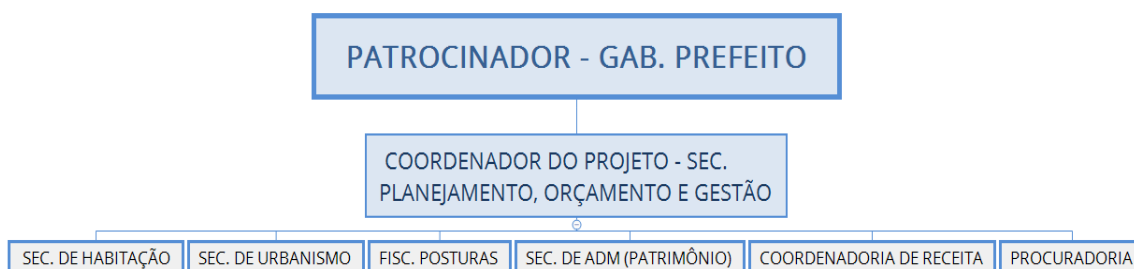 PATROCINADOR - GAB. PREFEITO
COORDENADOR DO PROJETO - SEC.
PLANEJAMENTO, ORÇAMENTO E GESTÃO
SEC. DE HABITAÇÃO SEC. DE URBANISMO FISC. POSTURAS SEC. DE ADM (PATRIMÔNIO) COORDENADORIA DE RECEITA PROCURADORIA